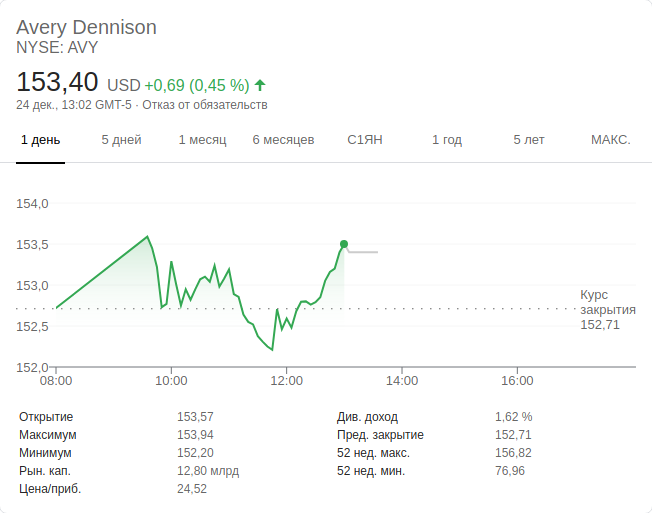 Avery Dennison
NYSE: AVY
153,40 USD +0,69 (0,45 %)
24 дек., 13:02 GMT-5 · Отказ от обязательств
1 день 5 дней 1 месяц 6 месяцев С1ЯН 1 год 5 лет МАКС.
154,0
153,5
153,0
152,5
152,0
Курс
закрытия
152,71
08:00 10:00 12:00 14:00 16:00
Открытие 153,57 Див. доход 1,62 %
Максимум 153,94 Пред. закрытие 152,71
Минимум 152,20 52 нед. макс. 156,82
Рын. кап. 12,80 млрд 52 нед. мин. 76,96
Цена/приб. 24,52